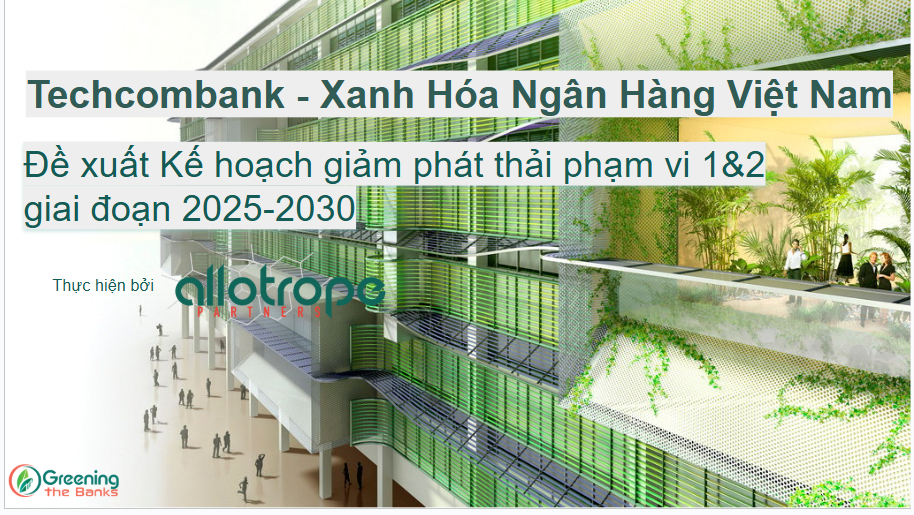 Techcombank - Xanh Hóa Ngân Hàng Việt Nam
Đề xuất Kế hoạch giảm phát thải phạm vi 1&2
giai đoạn 2025-2030
Thực hiện bởi
allotrope
PARTNERS
Greening
the Banks